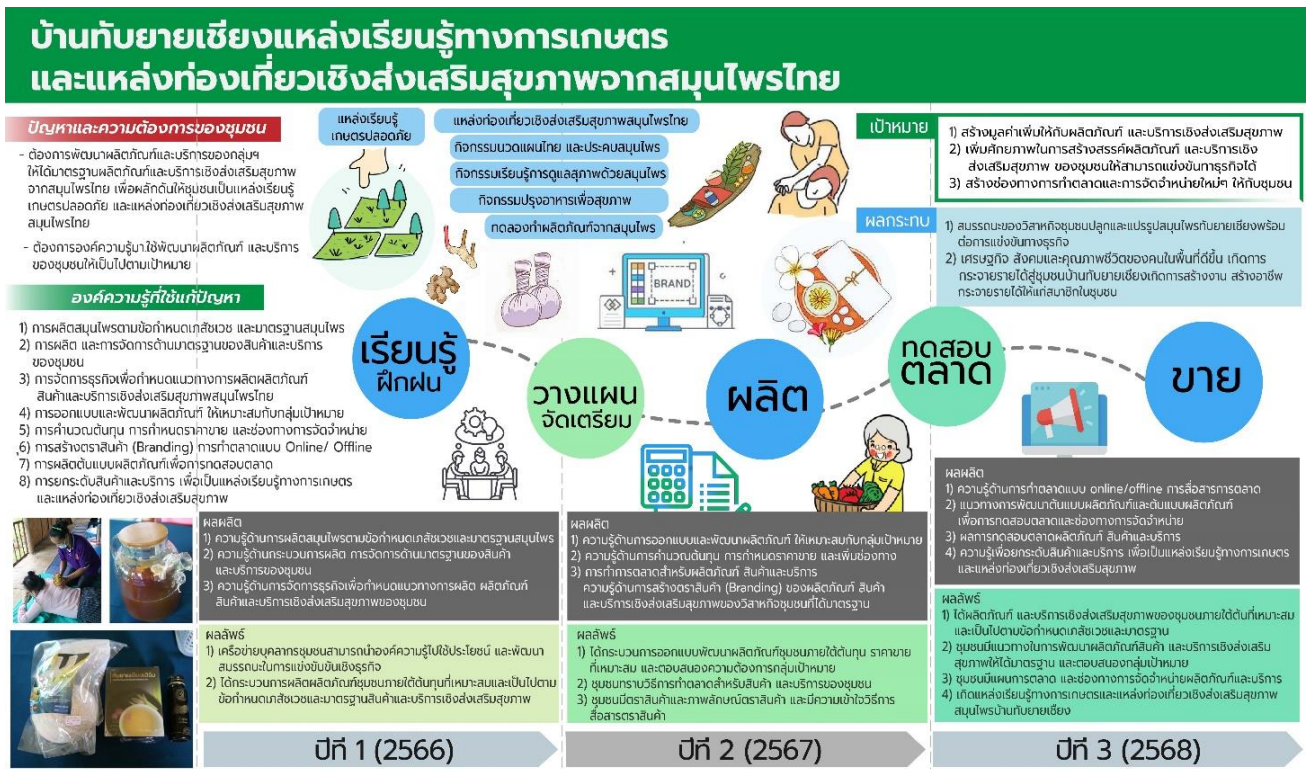 บ้านทับยายเชียงแหล่งเรียนรู้ทางการเกษตร
และแหล่งท่องเที่ยวเชิงส่งเสริมสุขภาพจากสมุนไพรไทย
ปัญหาและความต้องการของชุมชน
- ต้องการพัฒนาผลิตภัณฑ์และบริการของกลุ่มฯ
ให้ได้มาตรฐานผลิตภัณฑ์และบริการเชิงส่งเสริมสุขภาพ
จากสมุนไพรไทย เพื่อผลักดันให้ชุมชนเป็นแหล่งเรียนรู้
เกษตรปลอดภัย และแหล่งท่องเที่ยวเชิงส่งเสริมสุขภาพ
สมุนไพรไทย
- ต้องการองค์ความรู้มาใช้พัฒนาผลิตภัณฑ์ และบริการ
ของชุมชนให้เป็นไปตามเป้าหมาย
องค์ความรู้ที่ใช้แก้ปัญหา
1) การผลิตสมุนไพรตามข้อกำหนดเภสัชเวช และมาตรฐานสมุนไพร
2) การผลิต และการจัดการด้านมาตรฐานของสินค้าและบริการ
ของชุมชน
3) การจัดการธุรกิจเพื่อกำหนดแนวทางการผลิตผลิตภัณฑ์
สินค้าและบริการเชิงส่งเสริมสุขภาพสมุนไพรไทย
4) การออกแบบและพัฒนาผลิตภัณฑ์ ให้เหมาะสมกับกลุ่มเป้าหมาย
5) การคำนวณต้นทุน การกำหนดราคาขาย และช่องทางการจัดจำหน่าย
6) การสร้างตราสินค้า (Branding) การทำตลาดแบบ Online/ Offline
7) การผลิตต้นแบบผลิตภัณฑ์เพื่อการทดสอบตลาด
8) การยกระดับสินค้าและบริการ เพื่อเป็นแหล่งเรียนรู้ทางการเกษตร
และแหล่งท่องเที่ยวเชิงส่งเสริมสุขภาพ
แหล่งเรียนรู้
เกษตรปลอดภัย
แหล่งท่องเที่ยวเชิงส่งเสริมสุขภาพสมุนไพรไทย
กิจกรรมนวดแผนไทย และประคบสมุนไพร
กิจกรรมเรียนรู้การดูแลสุภาพด้วยสมุนไพร
กิจกรรมปรุงอาหารเพื่อสุขภาพ
ทดลองทำผลิตภัณฑ์จากสมุนไพร
BRAND
เป้าหมาย
1) สร้างมูลค่าเพิ่มให้กับผลิตภัณฑ์ และบริการเชิงส่งเสริมสุขภาพ
2) เพิ่มศักยภาพในการสร้างสรรค์ผลิตภัณฑ์ และบริการเชิง
ส่งเสริมสุขภาพ ของชุมชนให้สามารถแข่งขันทางธุรกิจได้
3) สร้างช่องทางการทำตลาดและการจัดจำหน่ายใหม่ๆ ให้กับชุมชน
ผลกระทบ
1) สมรรถนะของวิสาหกิจชุมชนปลูกและแปรรูปสมุนไพรทับยายเชียงพร้อม
ต่อการแข่งขันทางธุรกิจ
2) เศรษฐกิจ สังคมและคุณภาพชีวิตของคนในพื้นที่ดีขึ้น เกิดการ
กระจายรายได้สู่ชุมชนบ้านทับยายเชียงเกิดการสร้างงาน สร้างอาชีพ
กระจายรายได้ให้แก่สมาชิกในชุมชน
เรียนรู้
ฝึกฝน
วางแผน
จัดเตรียม
ผลิต
ทดสอบ
ตลาด
ขาย
ผลผลิต
1) ความรู้ด้านการผลิตสมุนไพรตามข้อกำหนดเภสัชเวชและมาตรฐานสมุนไพร
2) ความรู้ด้านกระบวนการผลิต การจัดการด้านมาตรฐานของสินค้า
และบริการของชุมชน
3) ความรู้ด้านการจัดการธุรกิจเพื่อกำหนดแนวทางการผลิต ผลิตภัณฑ์
สินค้าและบริการเชิงส่งเสริมสุขภาพของชุมชน
ผลลัพธ์
1) เครือข่ายบุคลากรชุมชนสามารถนำองค์ความรู้ไปใช้ประโยชน์ และพัฒนา
สมรรถนะในการแข่งขันขันเชิงธุรกิจ
2) ได้กระบวนการผลิตผลิตภัณฑ์ชุมชนภายใต้ต้นทุนที่เหมาะสมและเป็นไปตาม
ข้อกำหนดเภสัชเวชและมาตรฐานสินค้าและบริการเชิงส่งเสริมสุขภาพ
ปีที่ 1 (2566)
ผลผลิต
1) ความรู้ด้านการออกแบบและพัฒนาผลิตภัณฑ์ ให้เหมาะสมกับกลุ่มเป้าหมาย
2) ความรู้ด้านการคำนวณต้นทุน การกำหนดราคาขาย และเพิ่มช่องทาง
3) การทำการตลาดสำหรับผลิตภัณฑ์ สินค้าและบริการ
ความรู้ด้านการสร้างตราสินค้า (Branding) ของผลิตภัณฑ์ สินค้า
และบริการเชิงส่งเสริมสุขภาพของวิสาหกิจชุมชนที่ได้มาตรฐาน
ผลลัพธ์
1) ได้กระบวนการออกแบบพัฒนาผลิตภัณฑ์ชุมชนภายใต้ต้นทุน ราคาขาย
ที่เหมาะสม และตอบสนองความต้องการกลุ่มเป้าหมาย
2) ชุมชนทราบวิธีการทำตลาดสำหรับสินค้า และบริการของชุมชน
3) ชุมชนมีตราสินค้าและภาพลักษณ์ตราสินค้า และมีความเข้าใจวิธีการ
สื่อสารตราสินค้า
ปีที่ 2 (2567)
ผลผลิต
1) ความรู้ด้านการทำตลาดแบบ online/offline การสื่อสารการตลาด
2) แนวทางการพัฒนาต้นแบบผลิตภัณฑ์และต้นแบบผลิตภัณฑ์
เพื่อการทดสอบตลาดและช่องทางการจัดจำหน่าย
3) ผลการทดสอบตลาดผลิตภัณฑ์ สินค้าและบริการ
4) ความรู้เพื่อยกระดับสินค้าและบริการ เพื่อเป็นแหล่งเรียนรู้ทางการเกษตร
และแหล่งท่องเที่ยวเชิงส่งเสริมสุขภาพ
ผลลัพธ์
1) ได้ผลิตภัณฑ์ และบริการเชิงส่งเสริมสุขภาพของชุมชนภายใต้ต้นที่เหมาะสม
และเป็นไปตามข้อกำหนดเภสัชเวชและมาตรฐาน
2) ชุมชนมีแนวทางในการพัฒนาผลิตภัณฑ์สินค้า และบริการเชิงส่งเสริม
สุขภาพให้ได้มาตรฐาน และตอบสนองกลุ่มเป้าหมาย
3) ชุมชนมีแผนการตลาด และช่องทางการจัดจำหน่ายผลิตภัณฑ์และบริการ
4) เกิดแหล่งเรียนรู้ทางการเกษตรและแหล่งท่องเที่ยวเชิงส่งเสริมสุขภาพ
สมุนไพรบ้านทับยายเชียง
ปีที่ 3 (2568)